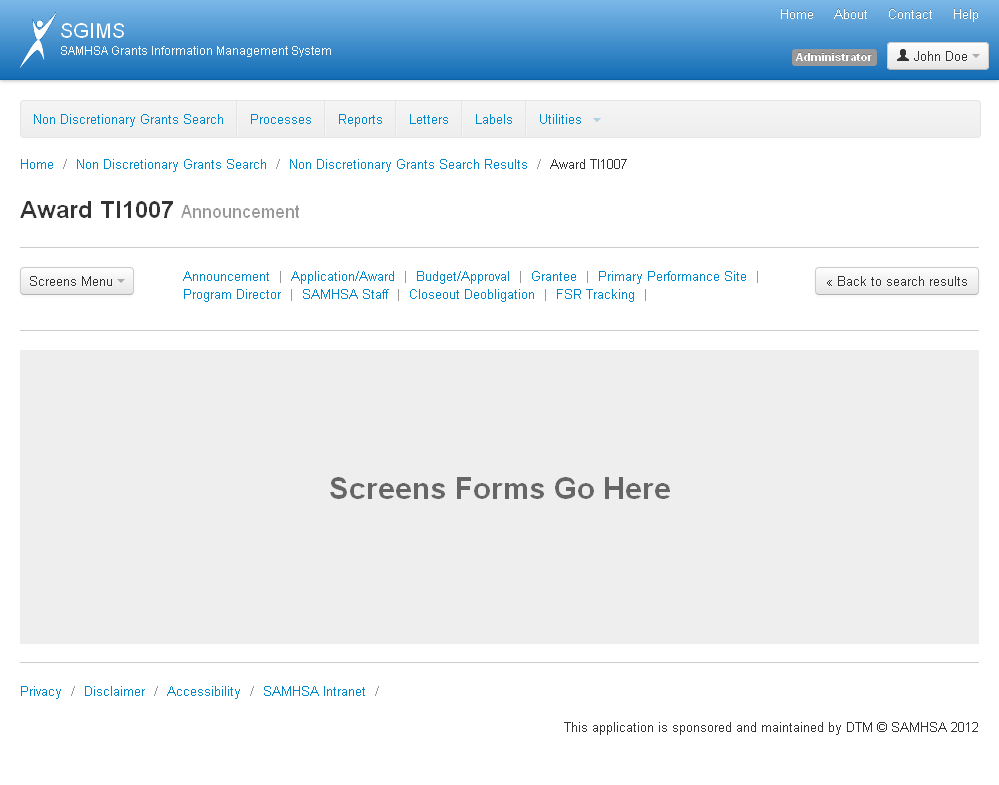 Home About Contact Help
SGIMS
SAMHSA Grants Information Management System
Administrator John Doe
Non Discretionary Grants Search Processes Reports Letters Labels Utilities
Home / Non Discretionary Grants Search / Non Discretionary Grants Search Results / Award TI1007
Award TI1007 Announcement
Screens Menu
Announcement | Application/Award | Budget/Approval | Grantee | Primary Performance Site |
Program Director | SAMHSA Staff | Closeout Deobligation | FSR Tracking |
« Back to search results
Screens Forms Go Here
Privacy / Disclaimer / Accessibility / SAMHSA Intranet /
This application is sponsored and maintained by DTM © SAMHSA 2012